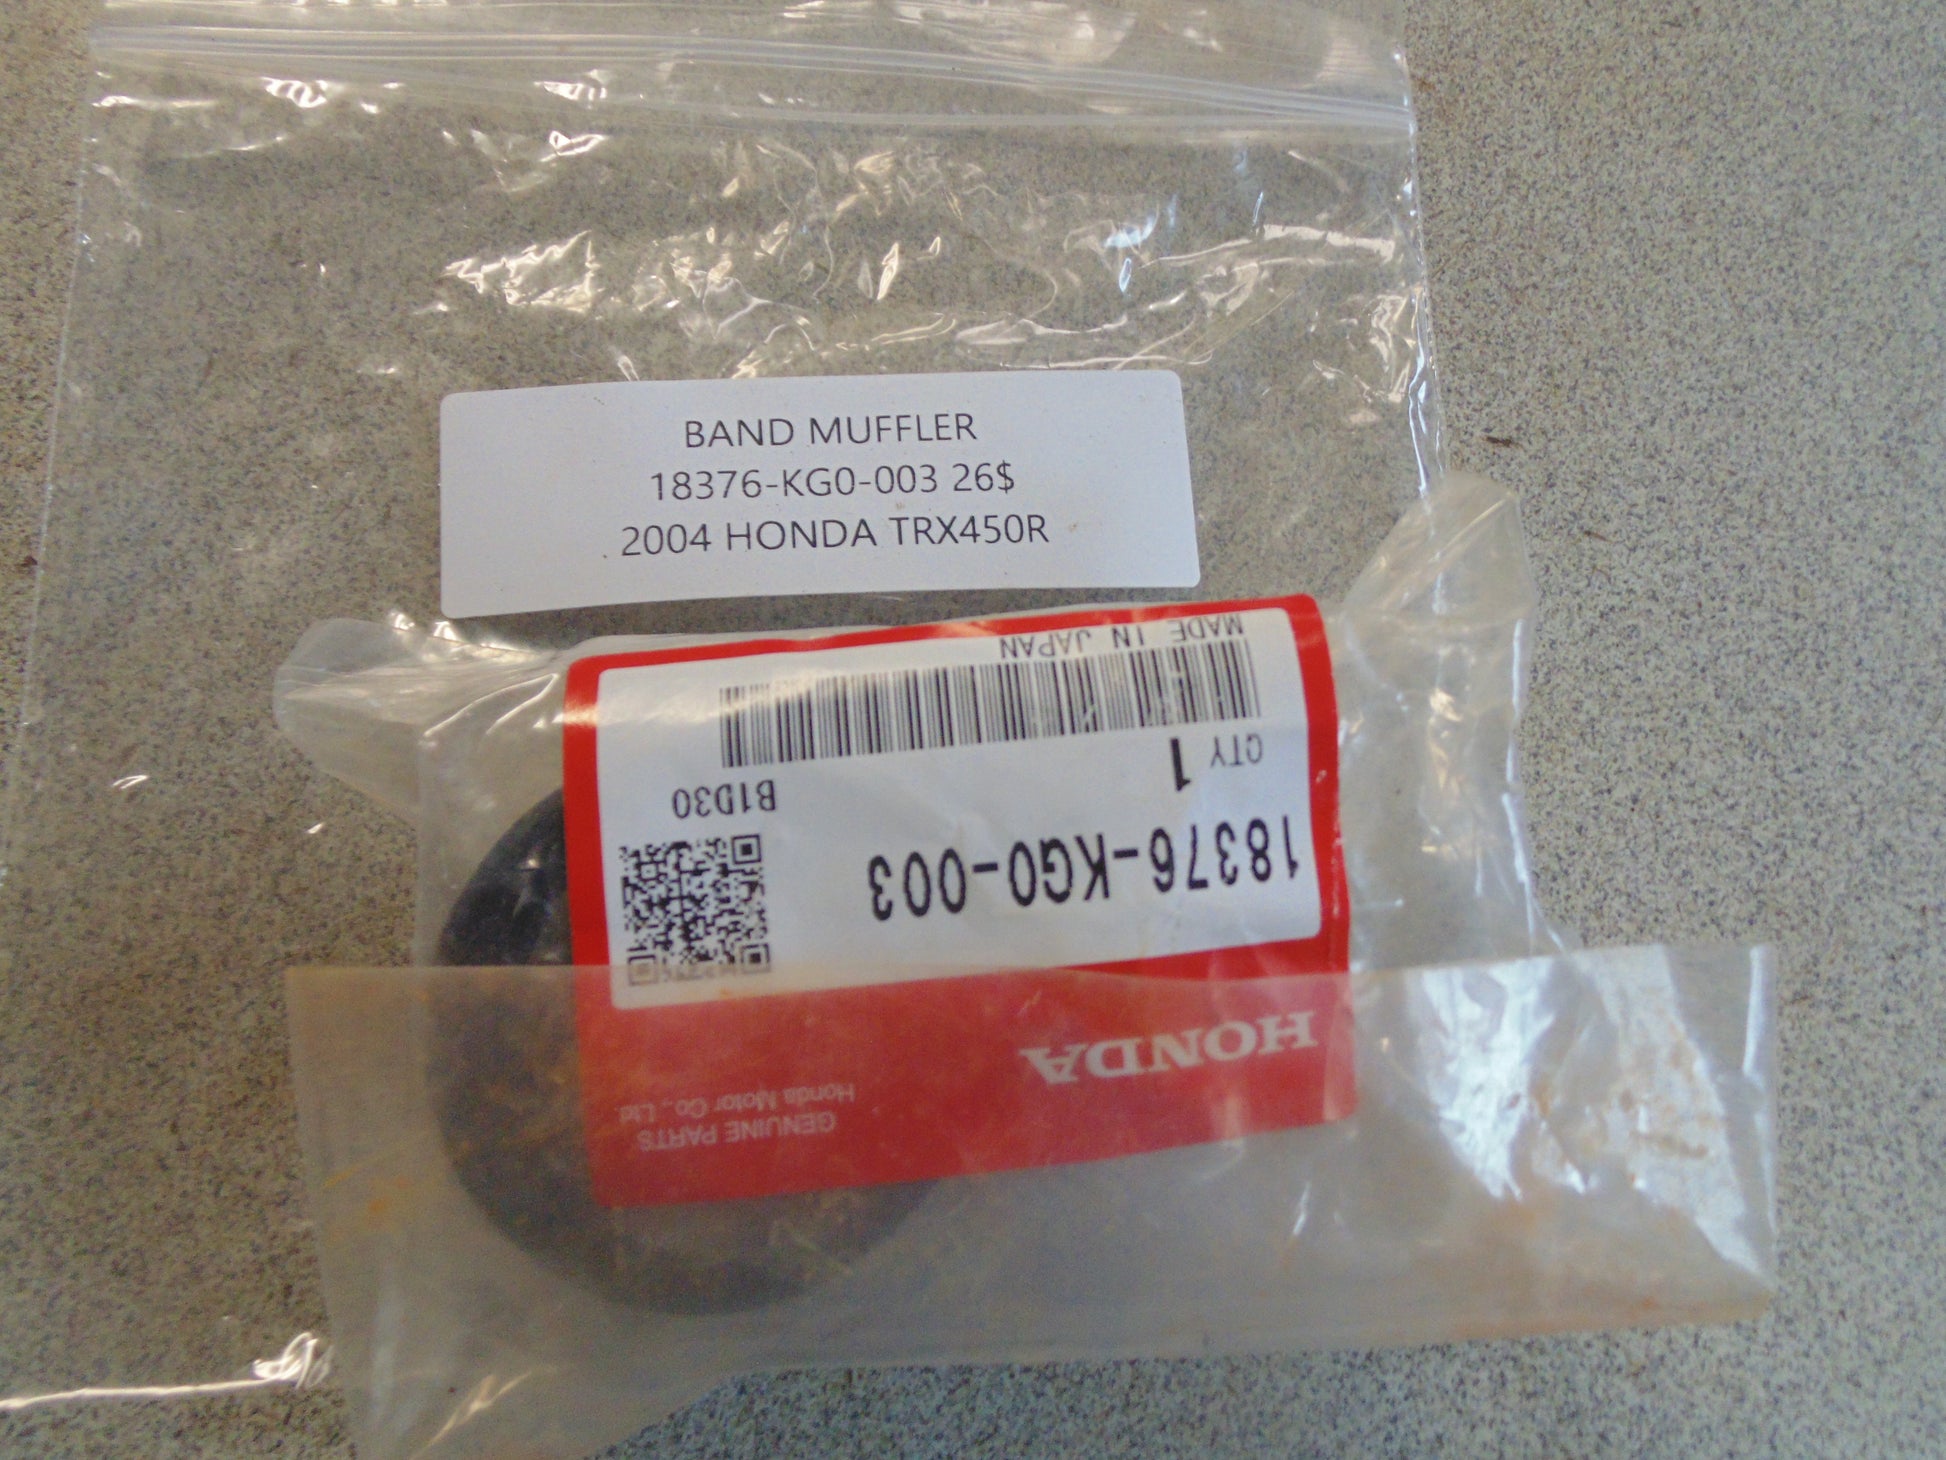 BAND MUFFLER
18376-KG0-003 26$
2004 HONDA TRX450R
GENUINE PARTS
Honda Motor Co., Ltd.
HONDA
18376-KG0-003
QTY
1
B1D30
MADE IN JAPAN